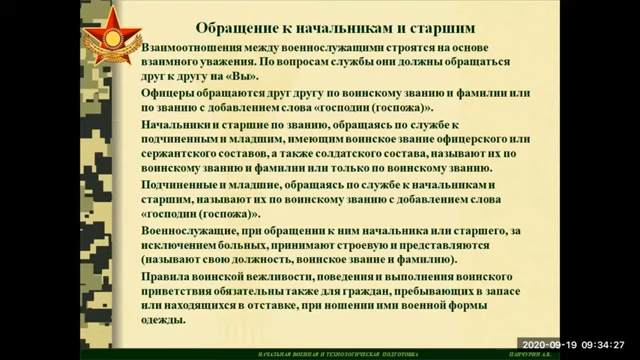 Обращение к начальникам и старшим
Взаимоотношения между военнослужащими строятся на основе
взаимного уважения. По вопросам службы они должны обращаться
друг к другу на «Вы».
Офицеры обращаются друг другу по воинскому званию и фамилии или
по званию с добавлением слова «господин (госпожа)».
Начальники и старшие по званию, обращаясь по службе к
подчиненным и младшим, имеющим воинское звание офицерского или
сержантского составов, а также солдатского состава, называют их по
воинскому званию и фамилии или только по воинскому званию.
Подчиненные и младшие, обращаясь по службе к начальникам и
старшим, называют их по воинскому званию с добавлением слова
«господин (госпожа)».
Военнослужащие, при обращении к ним начальника или старшего, за
исключением больных, принимают строевую и представляются
(называют свою должность, воинское звание и фамилию).
Правила воинской вежливости, поведения и выполнения воинского
приветствия обязательны также для граждан, пребывающих в запасе
или находящихся в отставке, при ношении ими военной формы
одежды.
2020-09-19 09:34:27
НАЧАЛЬНАЯ ВОЕННАЯ И ТЕХНОЛОГИЧЕСКАЯ ПОДГОТОВКА
ПАНЧУРИН А.В.